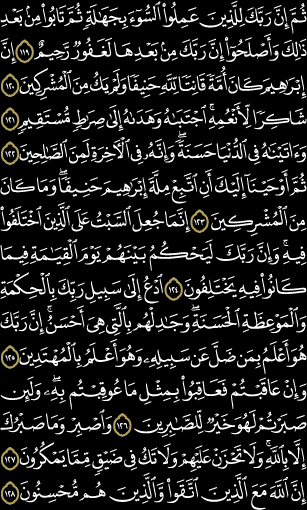 ثُمَّ إِنَّ رَبَّكَ لِلَّذِينَ عَمِلُوا۟ ٱلسُّوٓءَ بِجَهَٰلَةٍ ثُمَّ تَابُوا۟ مِنۢ بَعْدِ
ذَٰلِكَ وَأَصْلَحُوٓا۟ إِنَّ رَبَّكَ مِنۢ بَعْدِهَا لَغَفُورٌ رَّحِيمٌ ١١٩ إِنَّ
إِبْرَٰهِيمَ كَانَ أُمَّةً قَانِتًا لِّلَّهِ حَنِيفًا وَلَمْ يَكُ مِنَ ٱلْمُشْرِكِينَ ١٢٠
شَاكِرًا لِّأَنْعُمِهِ ٱجْتَبَىٰهُ وَهَدَىٰهُ إِلَىٰ صِرَٰطٍ مُّسْتَقِيمٍ ١٢١
وَءَاتَيْنَٰهُ فِى ٱلدُّنْيَا حَسَنَةً وَإِنَّهُۥ فِى ٱلْءَاخِرَةِ لَمِنَ ٱلصَّٰلِحِينَ ١٢٢
ثُمَّ أَوْحَيْنَآ إِلَيْكَ أَنِ ٱتَّبِعْ مِلَّةَ إِبْرَٰهِيمَ حَنِيفًا وَمَا كَانَ
مِنَ ٱلْمُشْرِكِينَ ١٢٣ إِنَّمَا جُعِلَ ٱلسَّبْتُ عَلَى ٱلَّذِينَ ٱخْتَلَفُوا۟
فِيهِ وَإِنَّ رَبَّكَ لَيَحْكُمُ بَيْنَهُمْ يَوْمَ ٱلْقِيَٰمَةِ فِيمَا
كَانُوا۟ فِيهِ يَخْتَلِفُونَ ١٢٤ ٱدْعُ إِلَىٰ سَبِيلِ رَبِّكَ بِٱلْحِكْمَةِ
وَٱلْمَوْعِظَةِ ٱلْحَسَنَةِ وَجَٰدِلْهُم بِٱلَّتِى هِىَ أَحْسَنُ إِنَّ رَبَّكَ
هُوَ أَعْلَمُ بِمَن ضَلَّ عَن سَبِيلِهِۦ وَهُوَ أَعْلَمُ بِٱلْمُهْتَدِينَ ١٢٥
وَإِنْ عَاقَبْتُمْ فَعَاقِبُوا۟ بِمِثْلِ مَا عُوقِبْتُم بِهِۦ وَلَئِن
صَبَرْتُمْ لَهُوَ خَيْرٌ لِّلصَّٰبِرِينَ ١٢٦ وَٱصْبِرْ وَمَا صَبْرُكَ
إِلَّا بِٱللَّهِ وَلَا تَحْزَنْ عَلَيْهِمْ وَلَا تَكُ فِى ضَيْقٍ مِّمَّا يَمْكُرُونَ ١٢٧
إِنَّ ٱللَّهَ مَعَ ٱلَّذِينَ ٱتَّقَوا۟ وَّٱلَّذِينَ هُم مُّحْسِنُونَ ١٢٨